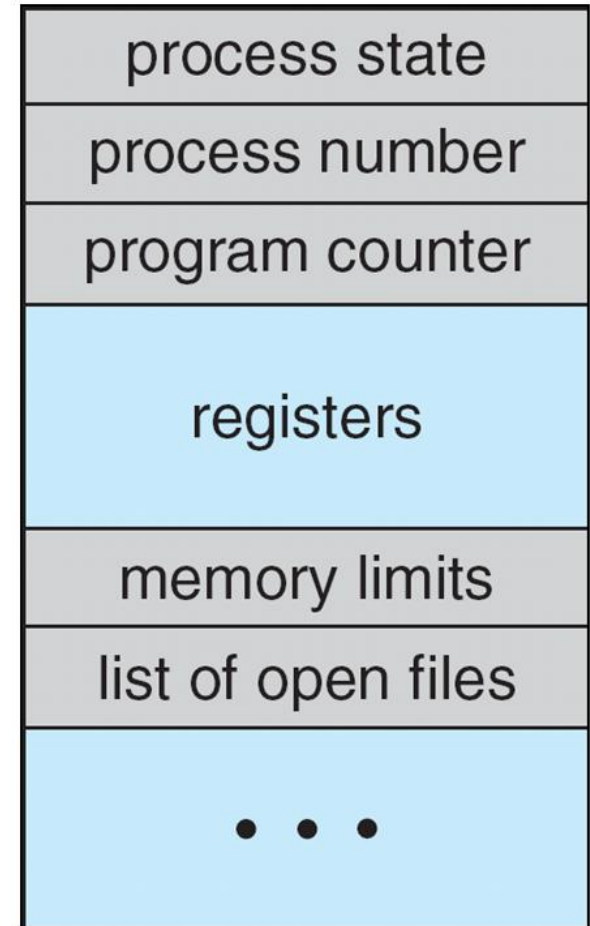 process state
process number
program counter
registers
memory limits
list of open files
• • •